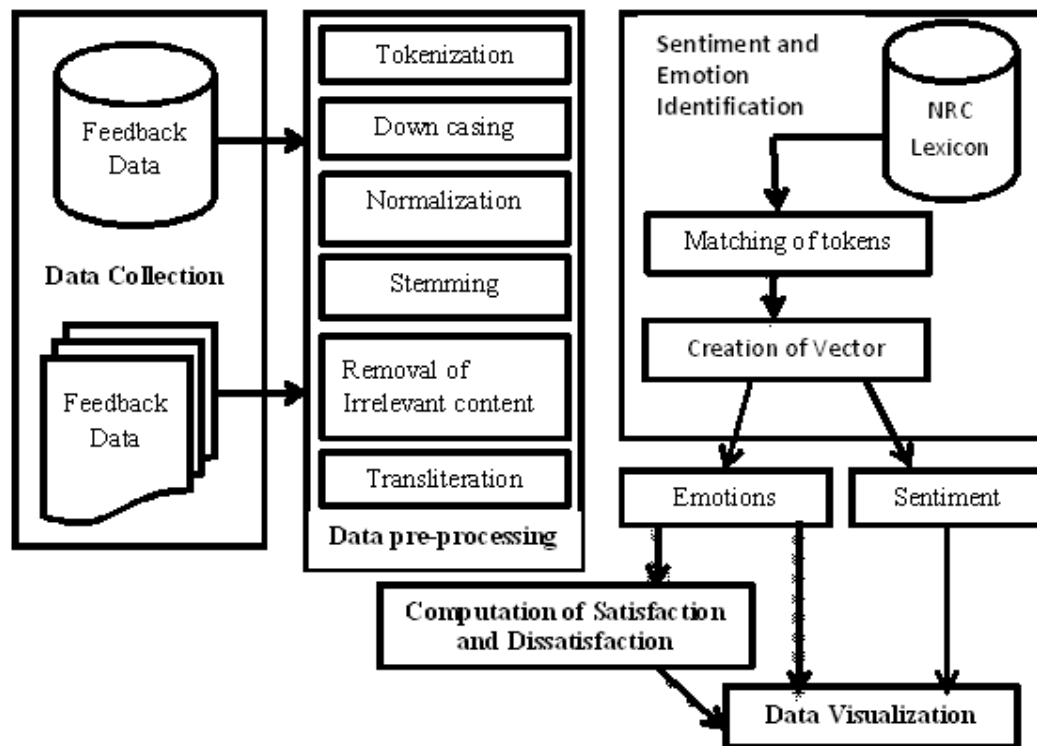 Feedback
Data
Data Collection
Feedback
Data
Tokenization
Down casing
Normalization
Stemming
Removal of
Irrelevant content
Transliteration
Data pre-processing
Sentiment and
Emotion
Identification
NRC
Lexicon
Matching of tokens
Creation of Vector
Emotions
Sentiment
Computation of Satisfaction
and Dissatisfaction
Data Visualization